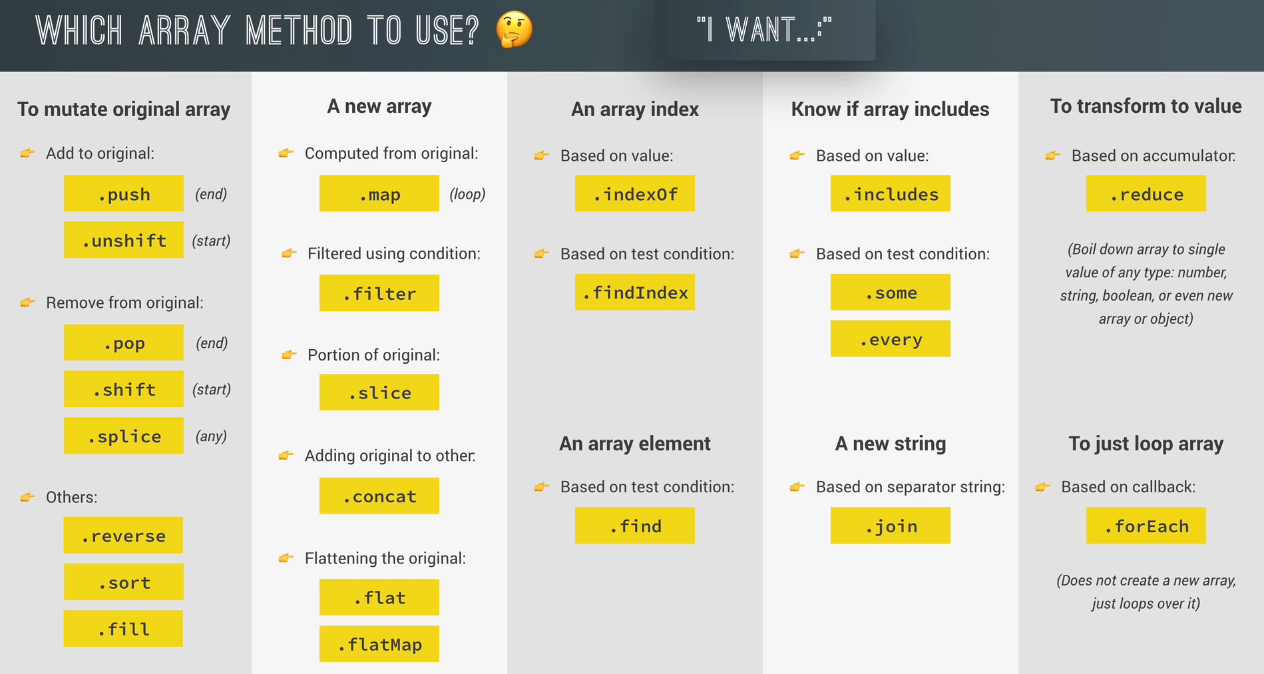 WHICH ARRAY METHOD TO USE? 🤔
"I WANT...:"
To mutate original array
👉 Add to original:
.push (end)
.unshift (start)
👉 Remove from original:
.pop (end)
.shift (start)
.splice (any)
👉 Others:
.reverse
.sort
.fill
A new array
👉 Computed from original:
.map (loop)
👉 Filtered using condition:
.filter
👉 Portion of original:
.slice
👉 Adding original to other:
.concat
👉 Flattening the original:
.flat
.flatMap
An array index
👉 Based on value:
.indexOf
👉 Based on test condition:
.findIndex
An array element
👉 Based on test condition:
.find
Know if array includes
👉 Based on value:
.includes
👉 Based on test condition:
.some
.every
A new string
👉 Based on separator string:
.join
To transform to value
👉 Based on accumulator:
.reduce
(Boil down array to single
value of any type: number,
string, boolean, or even new
array or object)
To just loop array
👉 Based on callback:
.forEach
(Does not create a new array,
just loops over it)